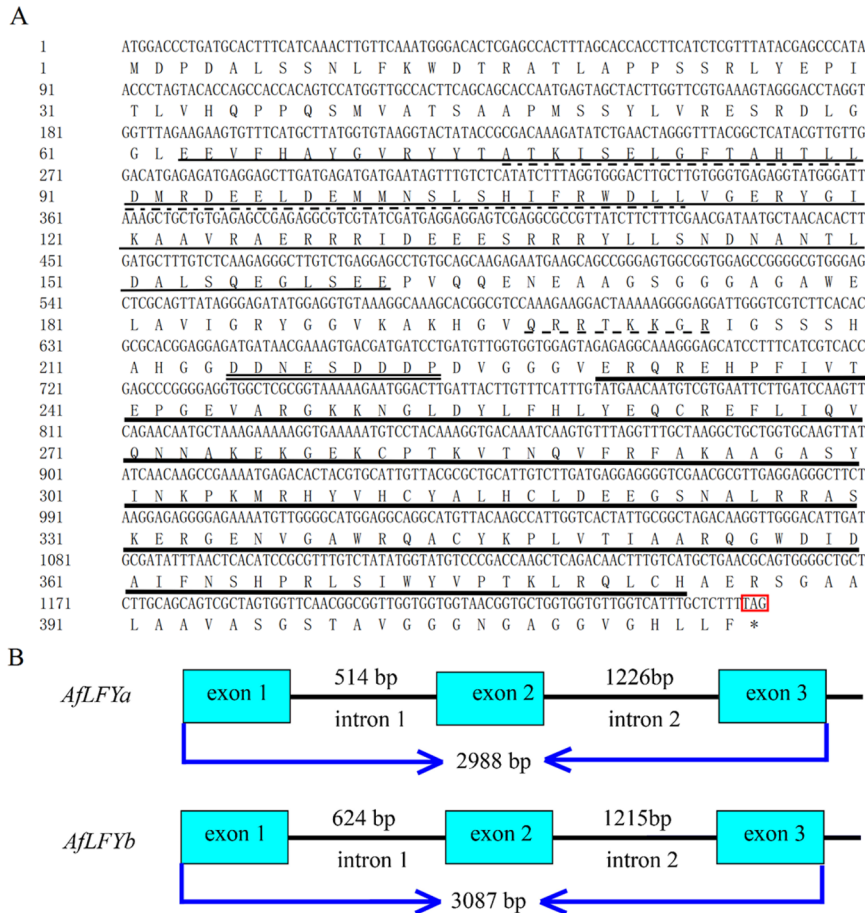 A
1 ATGGACCCTGATGCACTTTCATCAAACTTGTTCAAATGGGACACTCGAGCCACTTTAGCACCACCTTCATCTCGTTTATACGAGCCCATA
1 M D P D A L S S N L F K W D T R A T L A P P S S R L Y E P I
91 ACCCTAGTACACCAGCCACCACAGTCCATGGTTGCCACTTCAGCAGCACCAATGAGTAGCTACTTGGTTCGTGAAAGTAGGGACCTAGGT
31 T L V H Q P P Q S M V A T S A A P M S S Y L V R E S R D L G
181 GGTTTAGAAGAAGTGTTTCATGCTTATGGTGTAAGGTACTATACCGCGACAAAGATATCTGAACTAGGGTTTACGGCTCATACGTTGTTG
61 G L E E V F H A Y G V R Y Y T A T K I S E L G F T A H T L L
271 GACATGAGAGATGAGGAGCTTGATGAGATGATGAATAGTTTGTCTCATATCTTTAGGTGGGACTTGCTTGTGGGTGAGAGGTATGGGATT
91 D M R D E E L D E M M N S L S H I F R W D L L V G E R Y G I
361 AAAGCTGCTGTGAGAGCCGAGAGGCGTCGTATCGATGAGGAGGAGTCGAGGCGCCGTTATCTTCTTTCGAACGATAATGCTAACACACTT
121 K A A V R A E R R R I D E E E S R R R Y L L S N D N A N T L
451 GATGCTTTGTCTCAAGAGGGCTTGTCTGAGGAGCCTGTGCAGCAAGAGAATGAAGCAGCCGGGAGTGGCGGTGGAGCCGGGGCGTGGGAG
151 D A L S Q E G L S E E P V Q Q E N E A A G S G G G A G A W E
541 CTCGCAGTTATAGGGAGATATGGAGGTGTAAAGGCAAAGCACGGCGTCCAAAGAAGGACTAAAAAGGGGAGGATTGGGTCGTCTTCACAC
181 L A V I G R Y G G V K A K H G V Q R R T K K G R I G S S S H
631 GCGCACGGAGGAGATGATAACGAAAGTGACGATGATCCTGATGTTGGTGGTGGAGTAGAGAGGCAAAGGGAGCATCCTTTCATCGTCACC
211 A H G G D D N E S D D D P D V G G G V E R Q R E H P F I V T
721 GAGCCCGGGGAGGTGGCTCGCGGTAAAAAGAATGGACTTGATTACTTGTTTCATTTGTATGAACAATGTCGTGAATTCTTGATCCAAGTT
241 E P G E V A R G K K N G L D Y L F H L Y E Q C R E F L I Q V
811 CAGAACAATGCTAAAGAAAAAGGTGAAAAATGTCCTACAAAGGTGACAAATCAAGTGTTTAGGTTTGCTAAGGCTGCTGGTGCAAGTTAT
271 Q N N A K E K G E K C P T K V T N Q V F R F A K A A G A S Y
901 ATCAACAAGCCGAAAATGAGACACTACGTGCATTGTTACGCGCTGCATTGTCTTGATGAGGAGGGGTCGAACGCGTTGAGGAGGGCTTCT
301 I N K P K M R H Y V H C Y A L H C L D E E G S N A L R R A S
991 AAGGAGAGGGGAGAAAATGTTGGGGCATGGAGGCAGGCATGTTACAAGCCATTGGTCACTATTGCGGCTAGACAAGGTTGGGACATTGAT
331 K E R G E N V G A W R Q A C Y K P L V T I A A R Q G W D I D
1081 GCGATATTTAACTCACATCCGCGTTTGTCTATATGGTATGTCCCGACCAAGCTCAGACAACTTTGTCATGCTGAACGCAGTGGGGCTGCT
361 A I F N S H P R L S I W Y V P T K L R Q L C H A E R S G A A
1171 CTTGCAGCAGTCGCTAGTGGTTCAACGGCGGTTGGTGGTGGTAACGGTGCTGGTGGTGTTGGTCATTTGCTCTTTTAG
391 L A A V A S G S T A V G G G N G A G G V G H L L F *
B
514 bp 1226bp
AfLFYa exon 1 exon 2 exon 3
intron 1 intron 2
2988 bp
624 bp 1215bp
AfLFYb exon 1 exon 2 exon 3
intron 1 intron 2
3087 bp